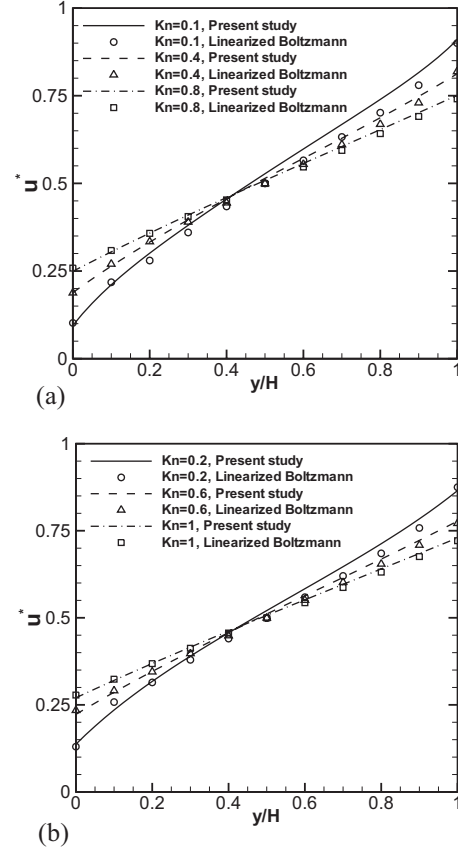 1
Kn=0.1, Present study
Kn=0.1, Linearized Boltzmann
Kn=0.4, Present study
Kn=0.4, Linearized Boltzmann
Kn=0.8, Present study
Kn=0.8, Linearized Boltzmann
0.75
u*
0.5
0.25
0
0 0.2 0.4 0.6 0.8 1
y/H
(a)
1
Kn=0.2, Present study
Kn=0.2, Linearized Boltzmann
Kn=0.6, Present study
Kn=0.6, Linearized Boltzmann
Kn=1, Present study
Kn=1, Linearized Boltzmann
0.75
u*
0.5
0.25
0
0 0.2 0.4 0.6 0.8 1
y/H
(b)